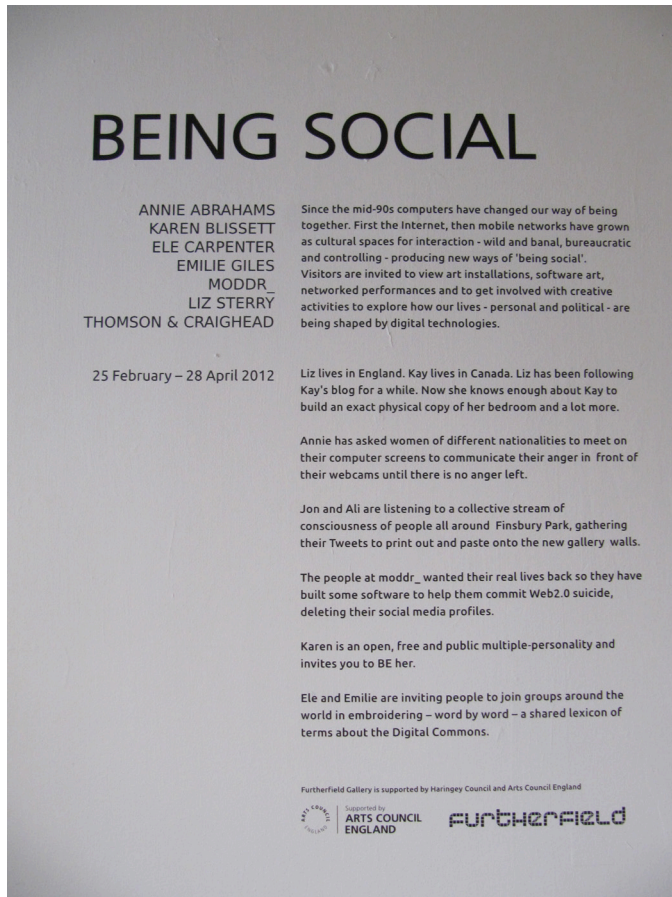 BEING SOCIAL
ANNIE ABRAHAMS
KAREN BLISSETT
ELE CARPENTER
EMILIE GILES
MODDR_
LIZ STERRY
THOMSON & CRAIGHEAD
25 February – 28 April 2012
Since the mid-90s computers have changed our way of being
together. First the Internet, then mobile networks have grown
as cultural spaces for interaction - wild and banal, bureaucratic
and controlling - producing new ways of 'being social'.
Visitors are invited to view art installations, software art,
networked performances and to get involved with creative
activities to explore how our lives - personal and political - are
being shaped by digital technologies.
Liz lives in England. Kay lives in Canada. Liz has been following
Kay's blog for a while. Now she knows enough about Kay to
build an exact physical copy of her bedroom and a lot more.
Annie has asked women of different nationalities to meet on
their computer screens to communicate their anger in front of
their webcams until there is no anger left.
Jon and Ali are listening to a collective stream of
consciousness of people all around Finsbury Park, gathering
their Tweets to print out and paste onto the new gallery walls.
The people at moddr_ wanted their real lives back so they have
built some software to help them commit Web2.0 suicide,
deleting their social media profiles.
Karen is an open, free and public multiple-personality and
invites you to BE her.
Ele and Emilie are inviting people to join groups around the
world in embroidering – word by word – a shared lexicon of
terms about the Digital Commons.
Furtherfield Gallery is supported by Haringey Council and Arts Council England
ARTS COUNCIL ENGLAND
Supported by
ARTS COUNCIL
ENGLAND
FURTHERFIELD